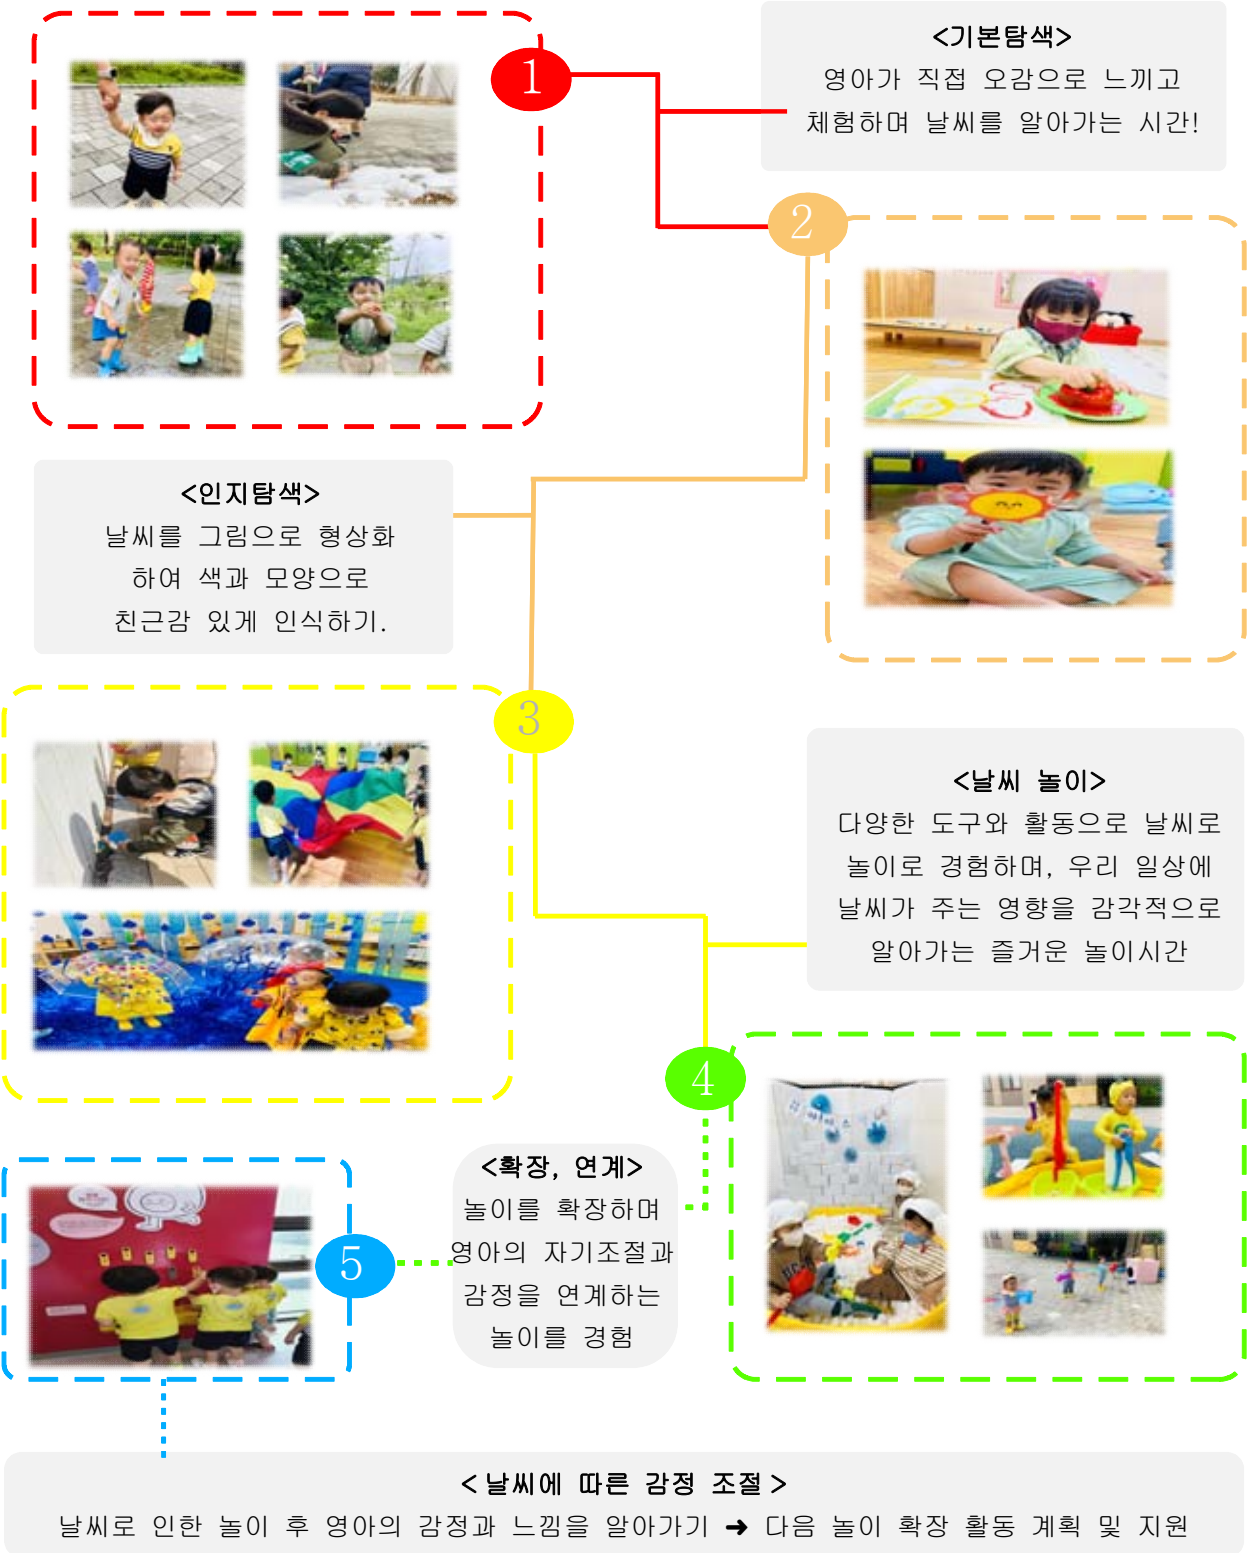 1
<기본탐색>
영아가 직접 오감으로 느끼고
체험하며 날씨를 알아가는 시간!
2
<인지탐색>
날씨를 그림으로 형상화
하여 색과 모양으로
친근감 있게 인식하기.
3
<날씨 놀이>
다양한 도구와 활동으로 날씨로
놀이로 경험하며, 우리 일상에
날씨가 주는 영향을 감각적으로
알아가는 즐거운 놀이시간
4
<확장, 연계>
놀이를 확장하며
영아의 자기조절과
감정을 연계하는
놀이를 경험
5
<날씨에 따른 감정 조절>
날씨로 인한 놀이 후 영아의 감정과 느낌을 알아가기 ➜ 다음 놀이 확장 활동 계획 및 지원